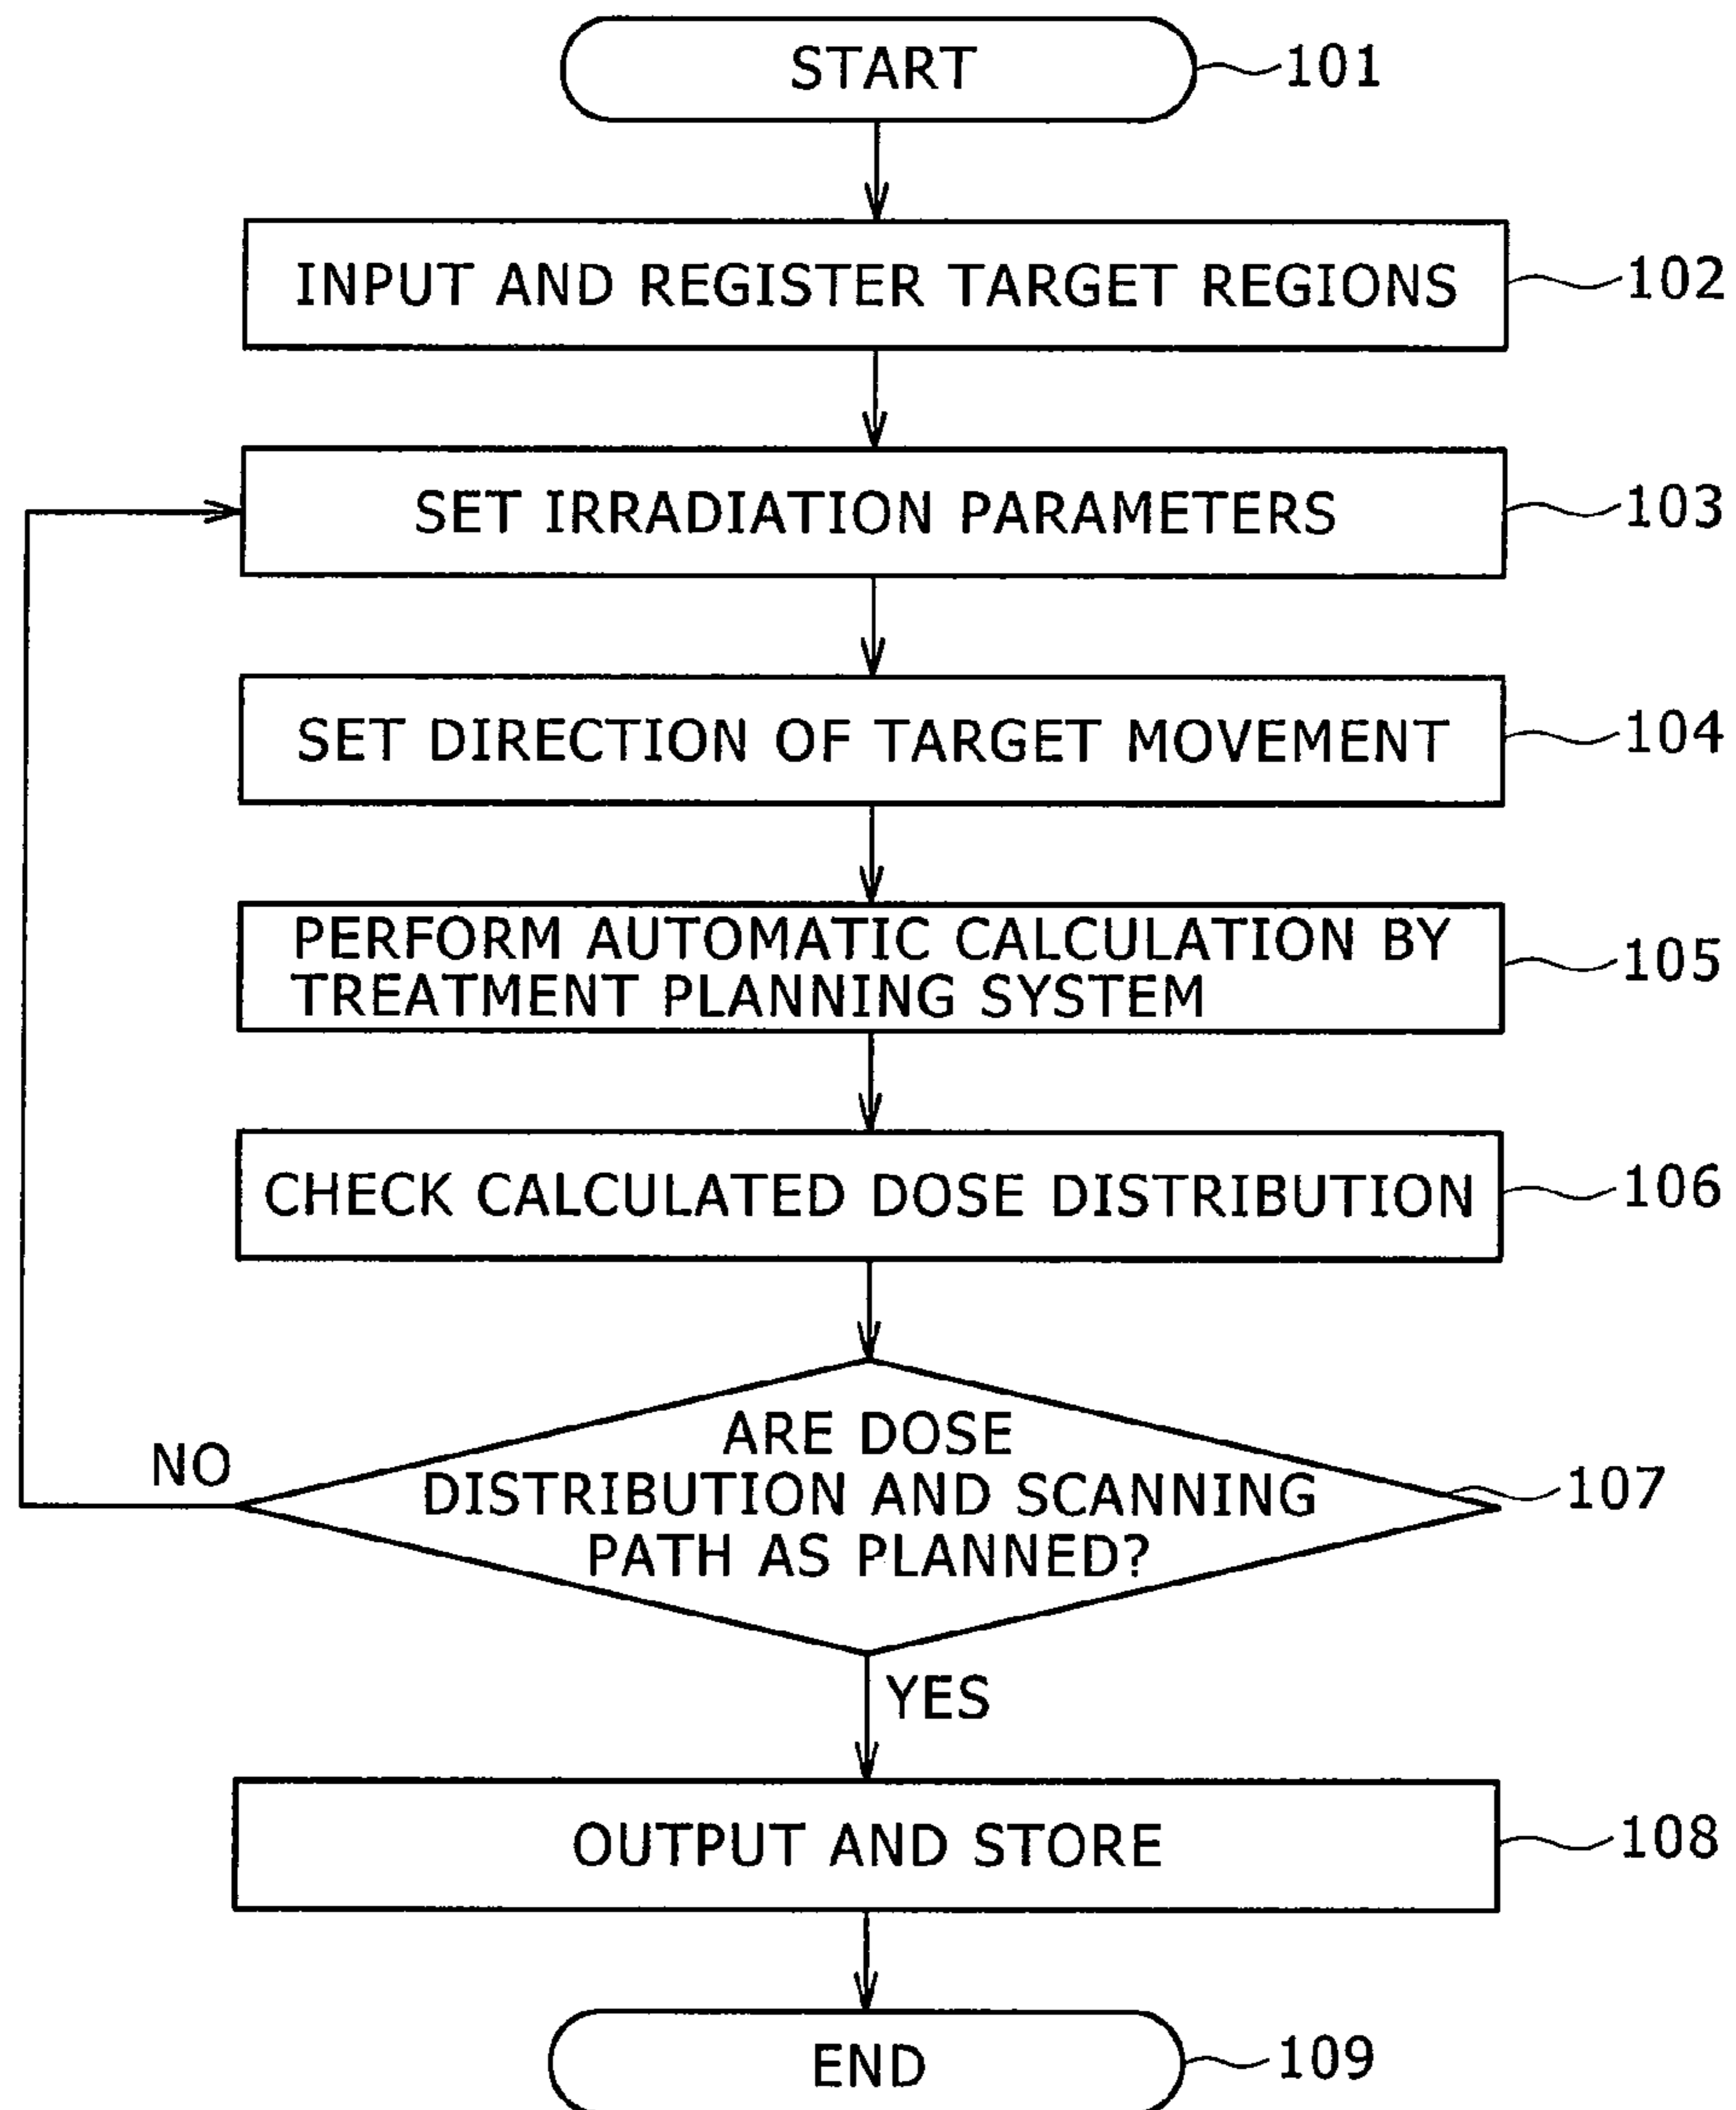 START
101
INPUT AND REGISTER TARGET REGIONS
102
SET IRRADIATION PARAMETERS
103
SET DIRECTION OF TARGET MOVEMENT
104
PERFORM AUTOMATIC CALCULATION BY
TREATMENT PLANNING SYSTEM
105
CHECK CALCULATED DOSE DISTRIBUTION
106
ARE DOSE
DISTRIBUTION AND SCANNING
PATH AS PLANNED?
107
NO
YES
OUTPUT AND STORE
108
END
109